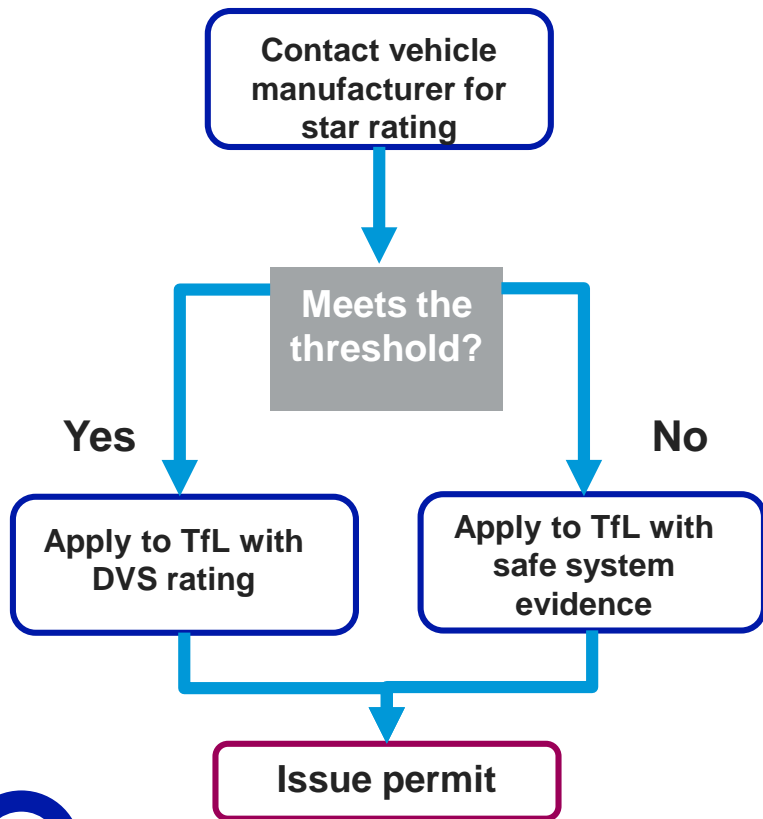 Contact vehicle
manufacturer for
star rating
Meets the
threshold?
Yes
No
Apply to TfL with
DVS rating
Apply to TfL with
safe system
evidence
Issue permit